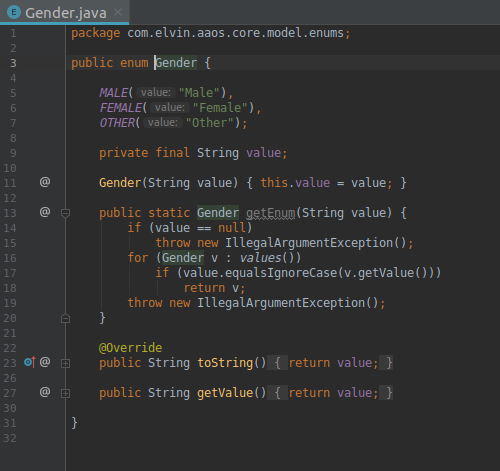 Gender.java
1 package com.elvin.aaos.core.model.enums;
2
3 public enum Gender {
4
5 MALE( value: "Male"),
6 FEMALE( value: "Female"),
7 OTHER( value: "Other");
8
9 private final String value;
10
11 @ Gender(String value) { this.value = value; }
12
13 @ public static Gender getEnum(String value) {
14 if (value == null)
15 throw new IllegalArgumentException();
16 for (Gender v : values())
17 if (value.equalsIgnoreCase(v.getValue()))
18 return v;
19 throw new IllegalArgumentException();
20 }
21
22 @Override
23 @ public String toString() { return value; }
26
27 @ public String getValue() { return value; }
30
31 }
32